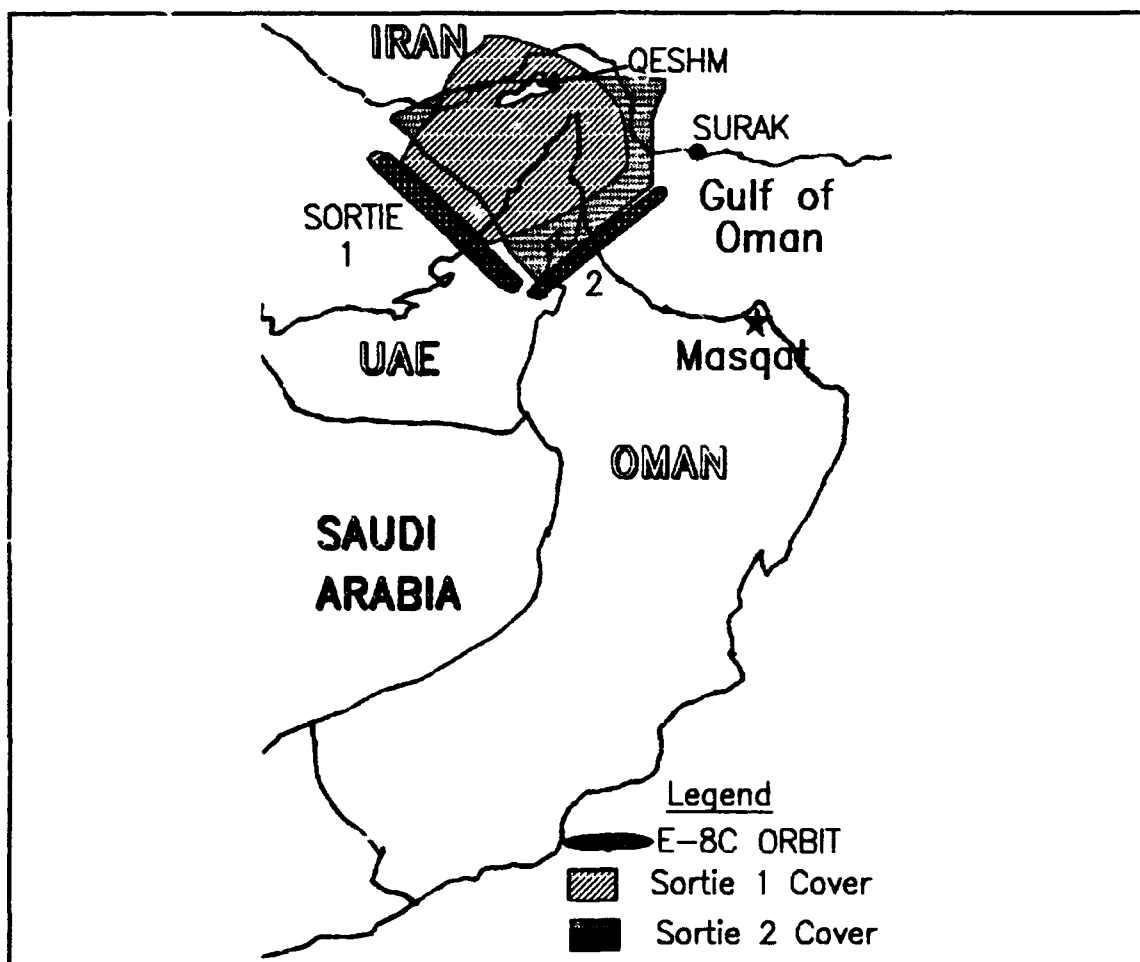 IRAN
QESHM
SURAK
SORTIE
1
Gulf of
Oman
2
UAE
Masqat
OMAN
SAUDI
ARABIA
Legend
E-8C ORBIT
Sortie 1 Cover
Sortie 2 Cover